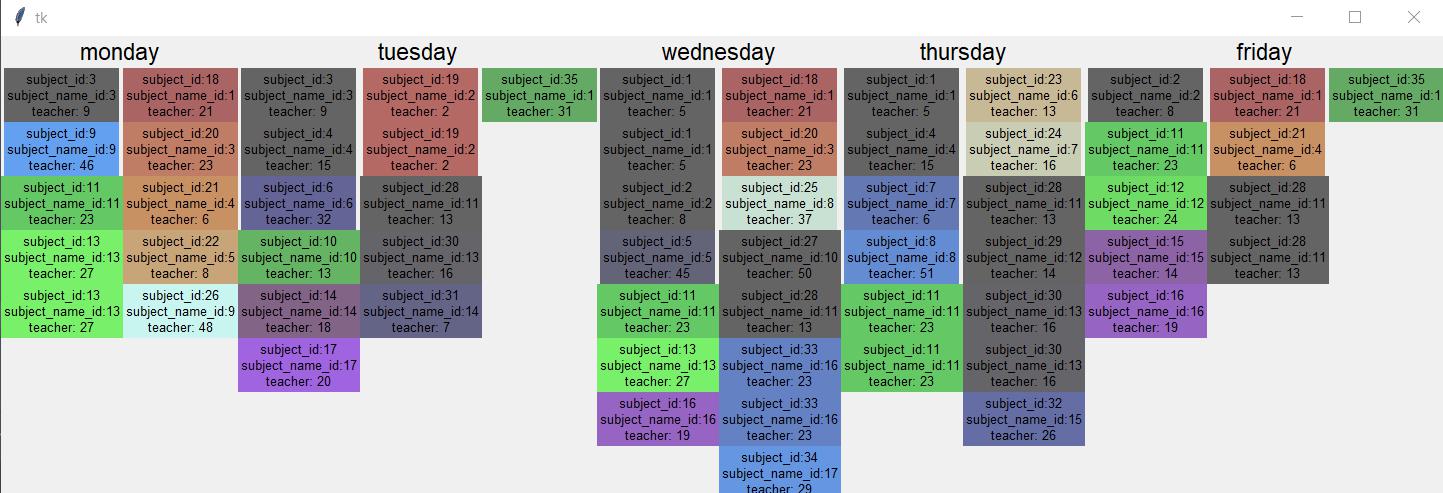 tk
monday
subject_id:3
subject_name_id:3
teacher: 9
subject_id:9
subject_name_id:9
teacher: 46
subject_id:11
subject_name_id:11
teacher: 23
subject_id:13
subject_name_id:13
teacher: 27
subject_id:13
subject_name_id:13
teacher: 27
subject_id:18
subject_name_id:1
teacher: 21
subject_id:20
subject_name_id:3
teacher: 23
subject_id:21
subject_name_id:4
teacher: 6
subject_id:22
subject_name_id:5
teacher: 8
subject_id:26
subject_name_id:9
teacher: 48
tuesday
subject_id:3
subject_name_id:3
teacher: 9
subject_id:4
subject_name_id:4
teacher: 15
subject_id:6
subject_name_id:6
teacher: 32
subject_id:10
subject_name_id:10
teacher: 13
subject_id:14
subject_name_id:14
teacher: 18
subject_id:17
subject_name_id:17
teacher: 20
subject_id:19
subject_name_id:2
teacher: 2
subject_id:19
subject_name_id:2
teacher: 2
subject_id:28
subject_name_id:11
teacher: 13
subject_id:30
subject_name_id:13
teacher: 16
subject_id:31
subject_name_id:14
teacher: 7
subject_id:35
subject_name_id:1
teacher: 31
wednesday
subject_id:1
subject_name_id:1
teacher: 5
subject_id:1
subject_name_id:1
teacher: 5
subject_id:2
subject_name_id:2
teacher: 8
subject_id:5
subject_name_id:5
teacher: 45
subject_id:11
subject_name_id:11
teacher: 23
subject_id:13
subject_name_id:13
teacher: 27
subject_id:16
subject_name_id:16
teacher: 19
subject_id:18
subject_name_id:1
teacher: 21
subject_id:20
subject_name_id:3
teacher: 23
subject_id:25
subject_name_id:8
teacher: 37
subject_id:27
subject_name_id:10
teacher: 50
subject_id:28
subject_name_id:11
teacher: 13
subject_id:33
subject_name_id:16
teacher: 23
subject_id:33
subject_name_id:16
teacher: 23
subject_id:34
subject_name_id:17
teacher: 29
thursday
subject_id:1
subject_name_id:1
teacher: 5
subject_id:4
subject_name_id:4
teacher: 15
subject_id:7
subject_name_id:7
teacher: 6
subject_id:8
subject_name_id:8
teacher: 51
subject_id:11
subject_name_id:11
teacher: 23
subject_id:11
subject_name_id:11
teacher: 23
subject_id:23
subject_name_id:6
teacher: 13
subject_id:24
subject_name_id:7
teacher: 16
subject_id:28
subject_name_id:11
teacher: 13
subject_id:29
subject_name_id:12
teacher: 14
subject_id:30
subject_name_id:13
teacher: 16
subject_id:30
subject_name_id:13
teacher: 16
subject_id:32
subject_name_id:15
teacher: 26
friday
subject_id:2
subject_name_id:2
teacher: 8
subject_id:11
subject_name_id:11
teacher: 23
subject_id:12
subject_name_id:12
teacher: 24
subject_id:15
subject_name_id:15
teacher: 14
subject_id:16
subject_name_id:16
teacher: 19
subject_id:18
subject_name_id:1
teacher: 21
subject_id:21
subject_name_id:4
teacher: 6
subject_id:28
subject_name_id:11
teacher: 13
subject_id:28
subject_name_id:11
teacher: 13
subject_id:35
subject_name_id:1
teacher: 31